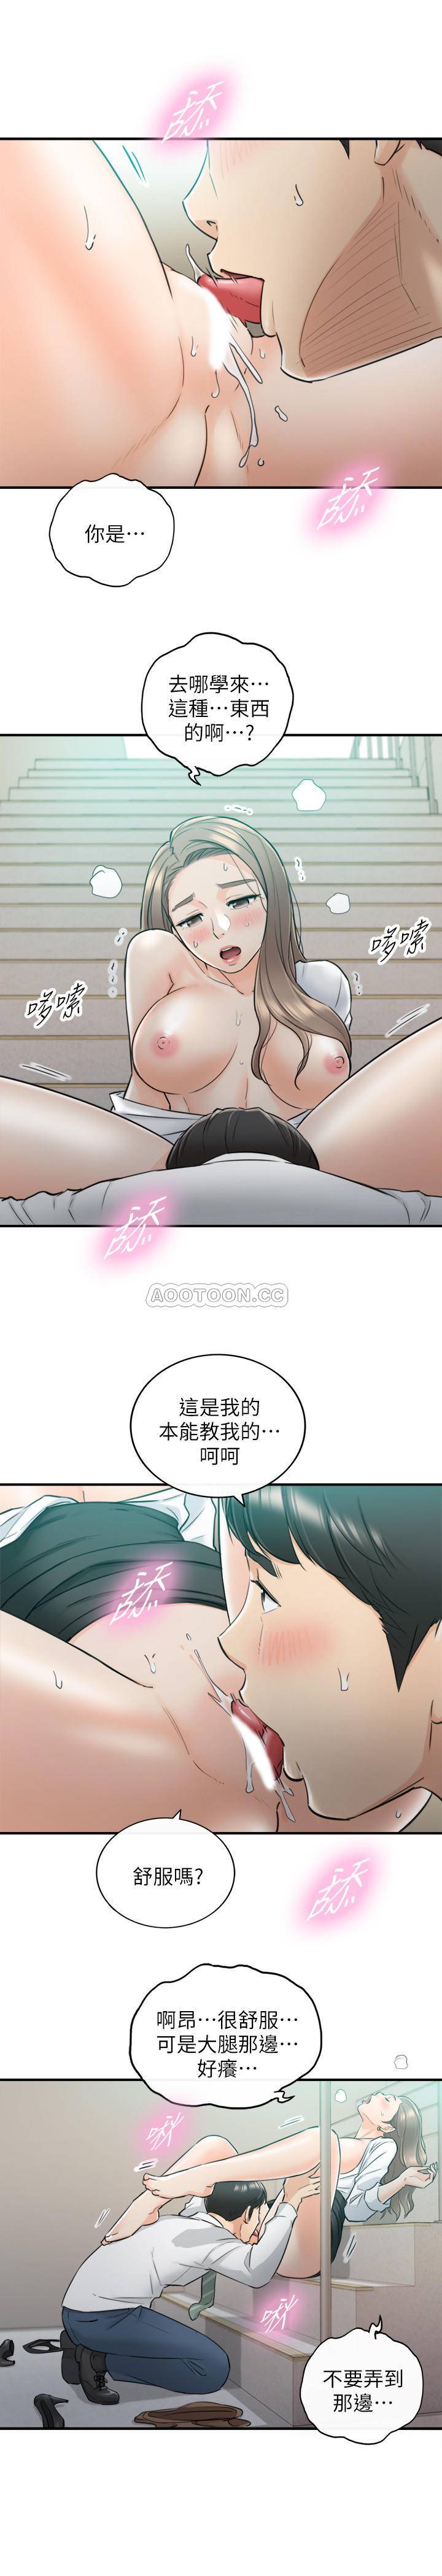 舔
舔
你是…
去哪學來…
這種…東西
的啊…?
哆嗦
哆嗦
舔
AOOTOON.CC
這是我的
本能教我的…
呵呵
舔
舒服嗎?
舔
啊昂…很舒服…
可是大腿那邊…
好癢…
吮
吮
不要弄到
那邊…